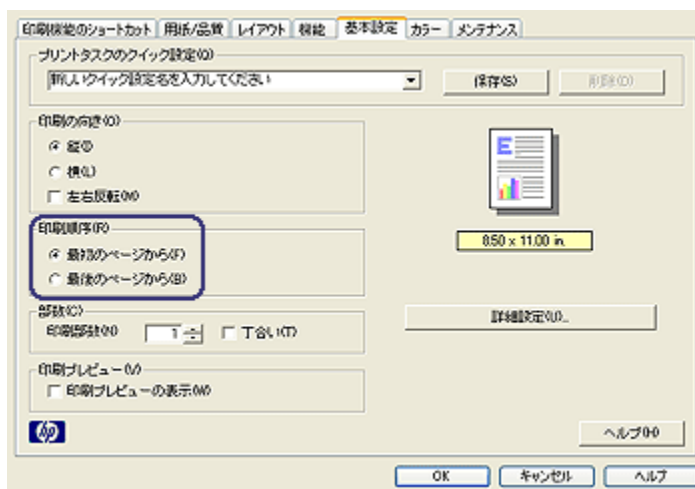 印刷機能のショートカット 用紙/品質 レイアウト 機能 基本設定 カラー メンテナンス
プリントタスクのクイック設定(Q)
新しいクイック設定名を入力してください 保存(S) 削除(D)
印刷の向き(O)
縦(T)
横(L)
左右反転(M)
印刷順序(R)
最初のページから(F)
最後のページから(B)
8.50 x 11.00 in.
部数(C)
印刷部数(N) 1 丁合い(T)
詳細設定(U)...
印刷プレビュー(V)
印刷プレビューの表示(W)
hp
ヘルプ(H)
OK キャンセル ヘルプ